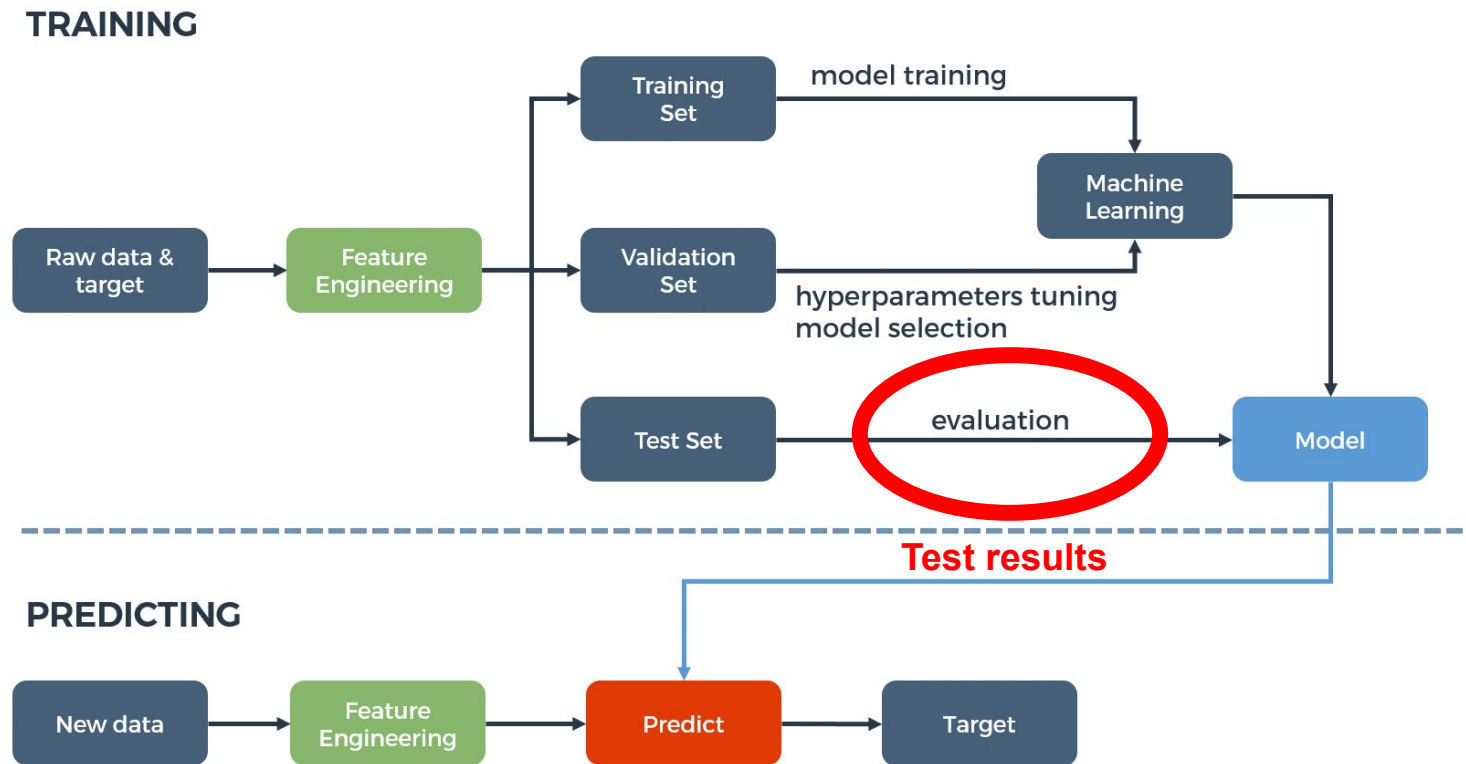 TRAINING
Training
Set
model training
Machine
Learning
Raw data &
target
Feature
Engineering
Validation
Set
hyperparameters tuning
model selection
Test Set
evaluation
Model
Test results
PREDICTING
New data
Feature
Engineering
Predict
Target